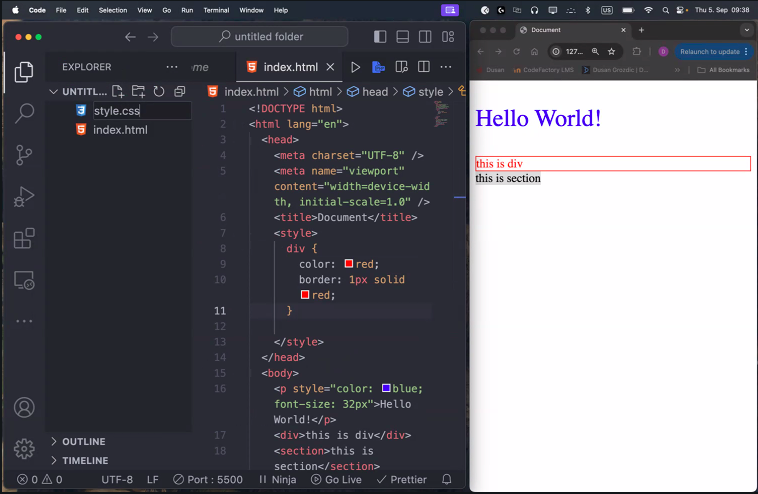 Code File Edit Selection View Go Run Terminal Window Help US Thu 5. Sep 09:38
untitled folder
EXPLORER
me
index.html
UNTITL...
index.html > html > head > style >
style.css
index.html
1 <!DOCTYPE html>
2 <html lang="en">
3 <head>
4 <meta charset="UTF-8" />
5 <meta name="viewport"
content="width=device-wid
th, initial-scale=1.0" />
6 <title>Document</title>
7 <style>
8 div {
9 color: red;
10 border: 1px solid
red;
11 }
12
13 </style>
14 </head>
15 <body>
16 <p style="color: blue;
font-size: 32px">Hello
World!</p>
17 <div>this is div</div>
18 <section>this is
section</section>
OUTLINE
TIMELINE
0 0 UTF-8 LF Port : 5500 Ninja Go Live Prettier
Document
127... D Relaunch to update
Dusan CodeFactory LMS Dusan Grozdic | D... All Bookmarks
Hello World!
this is div
this is section